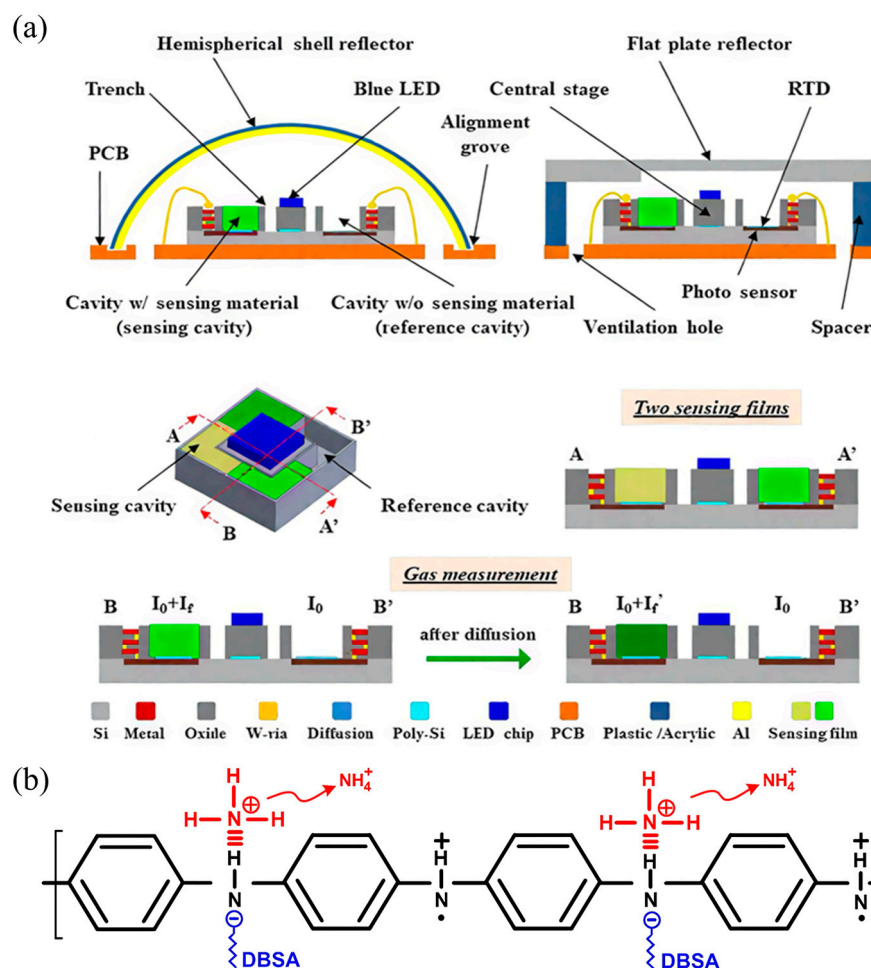 (a)
Hemispherical shell reflector
Flat plate reflector
Trench
Blue LED
Central stage
RTD
PCB
Alignment
grove
Cavity w/ sensing material
(sensing cavity)
Cavity w/o sensing material
(reference cavity)
Photo sensor
Ventilation hole
Spacer
A
B'
Sensing cavity
Reference cavity
B
A'
Two sensing films
A
A'
Gas measurement
B
I0+If
I0
B'
after diffusion
B
I0+If'
I0
B'
Si
Metal
Oxide
W-ria
Diffusion
Poly-Si
LED chip
PCB
Plastic /Acrylic
Al
Sensing film
(b)
H
H
NH4+
NH4+
H
N
⊕
H
H
N
⊕
H
H
H
H
H
N
N
N
N
⊖
⊖
DBSA
DBSA